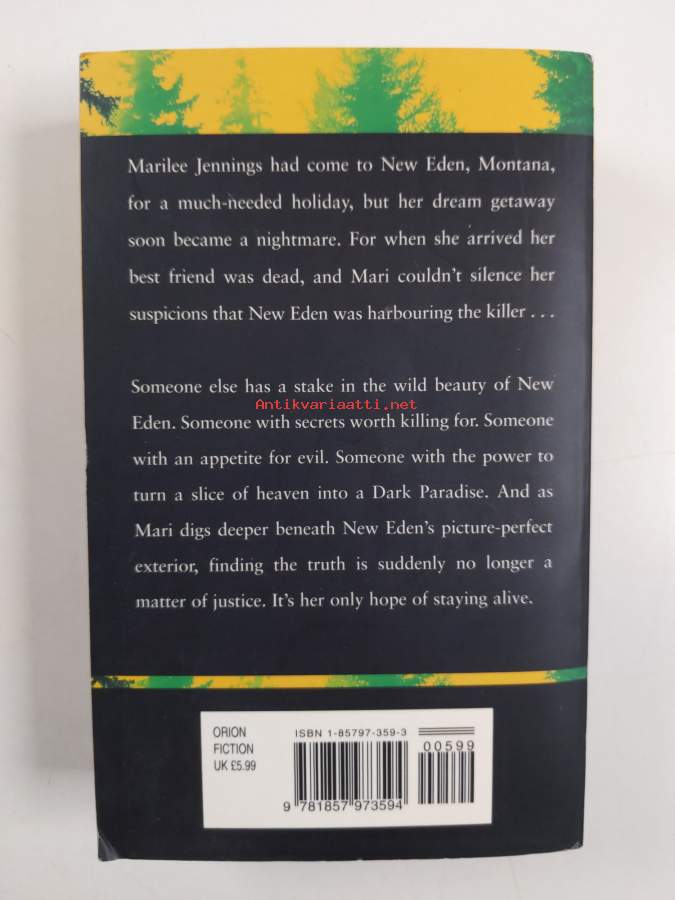 Marilee Jennings had come to New Eden, Montana,
for a much-needed holiday, but her dream getaway
soon became a nightmare. For when she arrived her
best friend was dead, and Mari couldn't silence her
suspicions that New Eden was harbouring the killer . . .
Someone else has a stake in the wild beauty of New
Antikvariaatti.net
Eden. Someone with secrets worth killing for. Someone
with an appetite for evil. Someone with the power to
turn a slice of heaven into a Dark Paradise. And as
Mari digs deeper beneath New Eden's picture-perfect
exterior, finding the truth is suddenly no longer a
matter of justice. It's her only hope of staying alive.
ORION
FICTION
UK £5.99
ISBN 1-85797-359-3
00599
9 781857 973594